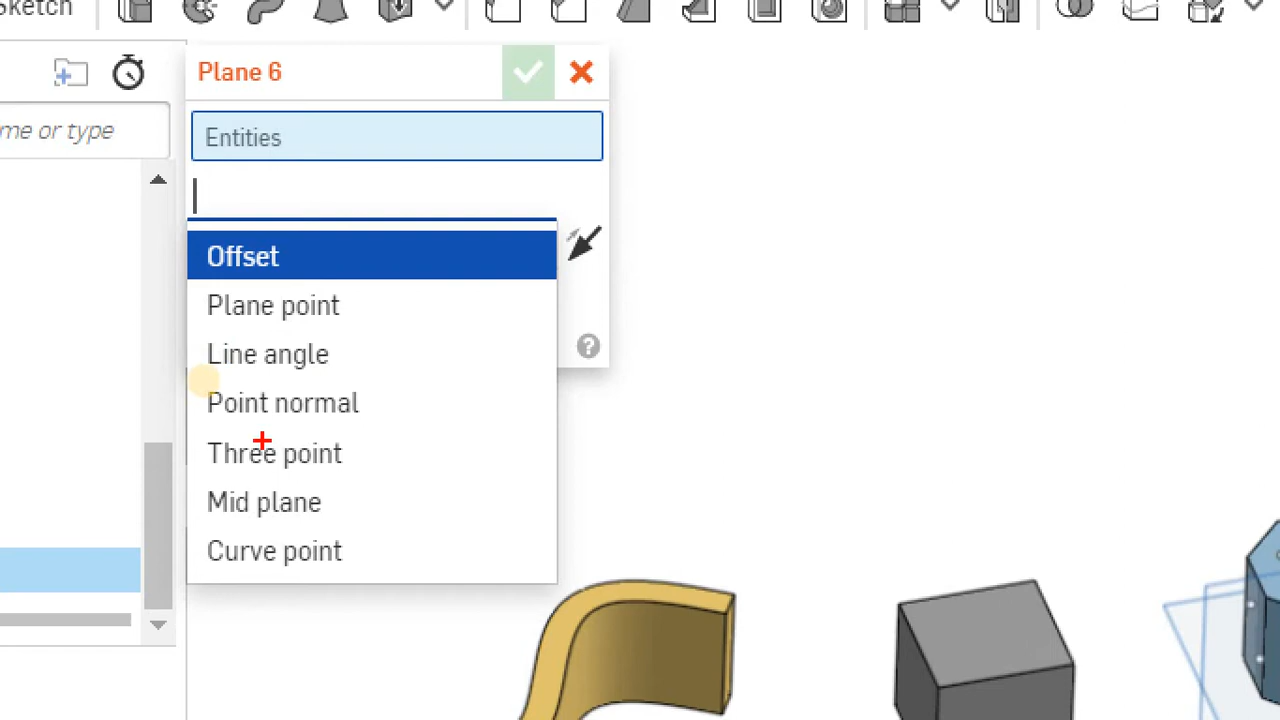 Sketch
Plane 6
me or type
Entities
Offset
Plane point
Line angle
Point normal
Three point
Mid plane
Curve point